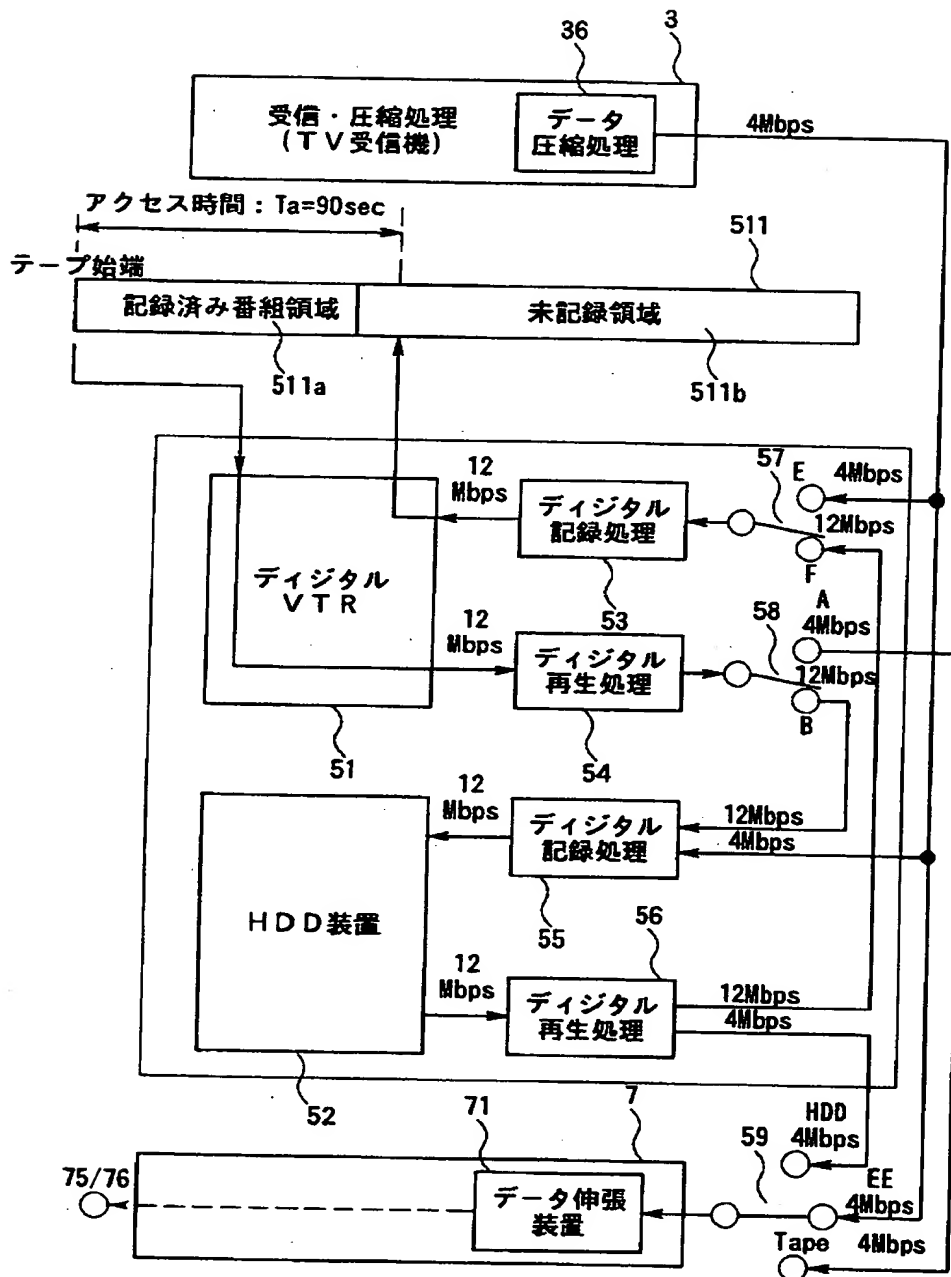 3
36
受信・圧縮処理
(TV受信機)
データ
圧縮処理
4Mbps
アクセス時間：Ta=90sec
テープ始端
511
記録済み番組領域
未記録領域
511a
511b
12
Mbps
ディジタル
記録処理
57
E
4Mbps
12Mbps
F
ディジタル
VTR
53
A
4Mbps
58
12
Mbps
ディジタル
再生処理
12Mbps
B
51
54
12
Mbps
ディジタル
記録処理
12Mbps
4Mbps
HDD装置
55
56
12
Mbps
ディジタル
再生処理
12Mbps
4Mbps
52
7
71
HDD
4Mbps
59
EE
4Mbps
75/76
データ伸張
装置
Tape
4Mbps